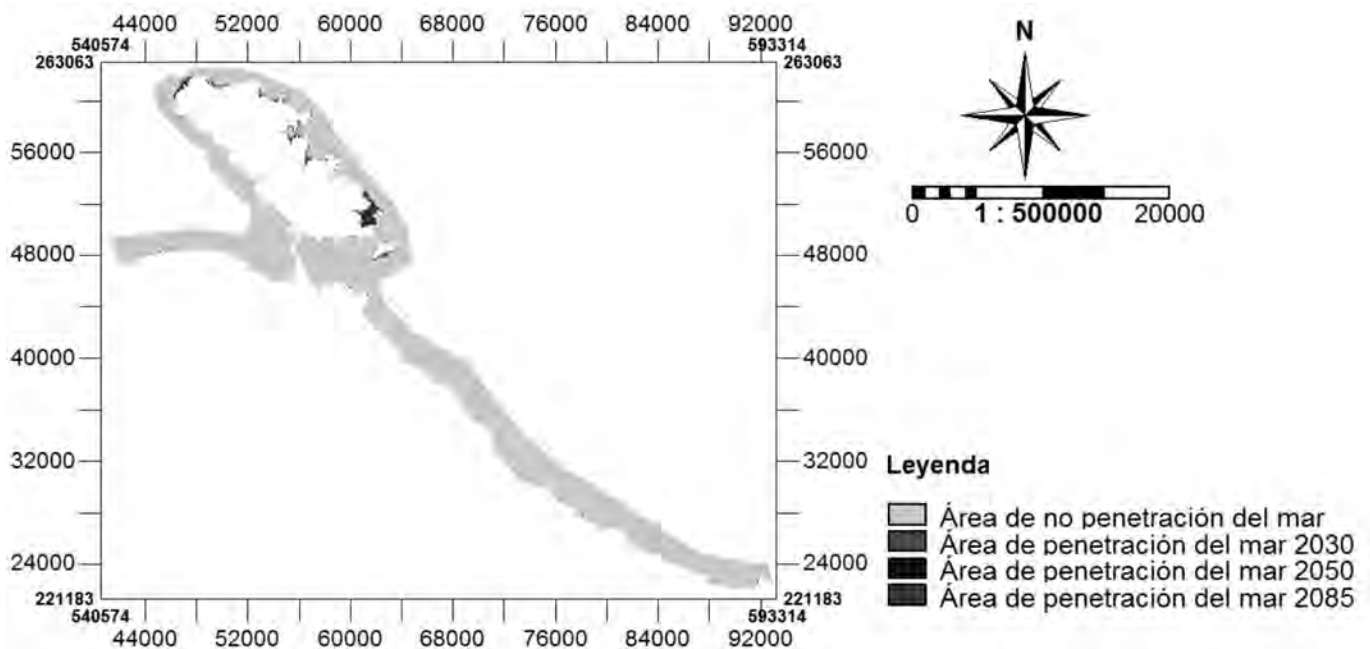 44000 52000 60000 68000 76000 84000 92000
540574 593314
263063 263063
56000 56000
48000 48000
40000 40000
32000 32000
24000 24000
221183 221183
540574 593314
44000 52000 60000 68000 76000 84000 92000
N
0 1 : 500000 20000
Leyenda
Área de no penetración del mar
Área de penetración del mar 2030
Área de penetración del mar 2050
Área de penetración del mar 2085